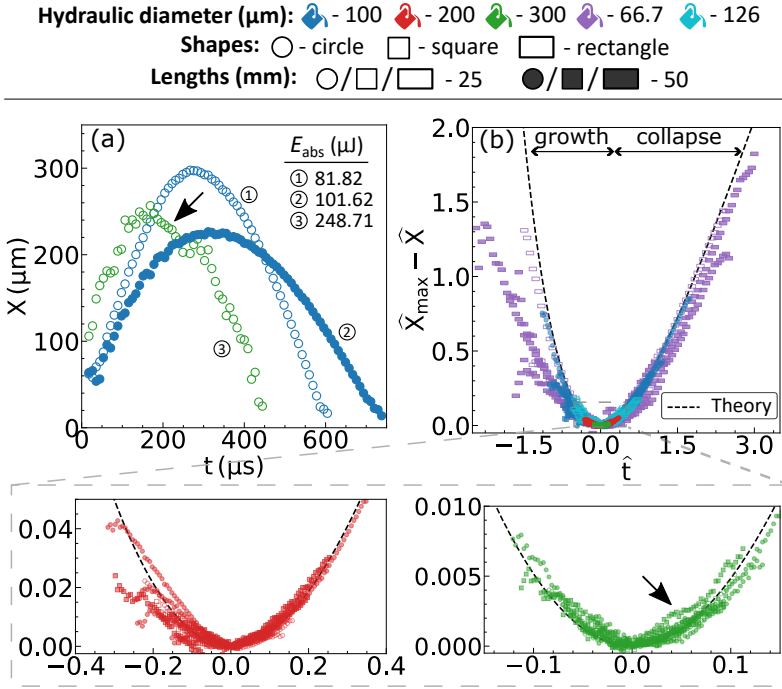 Hydraulic diameter (μm): - 100 - 200 - 300 - 66.7 - 126
Shapes: - circle - square - rectangle
Lengths (mm): / / - 25 / / - 50
(a)
E_abs (μJ)
① 81.82
② 101.62
③ 248.71
①
②
③
300
200
100
0
X (μm)
0 200 400 600
t (μs)
(b)
growth collapse
2.0
1.5
1.0
0.5
0.0
X̂_max − X̂
Theory
−1.5 0.0 1.5 3.0
t̂
0.04
0.02
0.00
−0.4 −0.2 0.0 0.2 0.4
0.010
0.005
0.000
−0.1 0.0 0.1